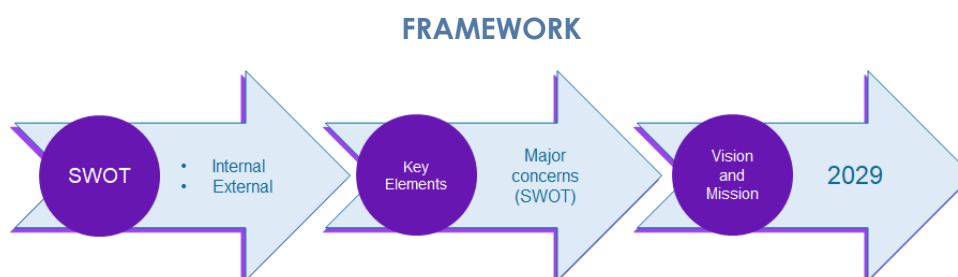 FRAMEWORK
SWOT
• Internal
• External
Key
Elements
Major
concerns
(SWOT)
Vision
and
Mission
2029